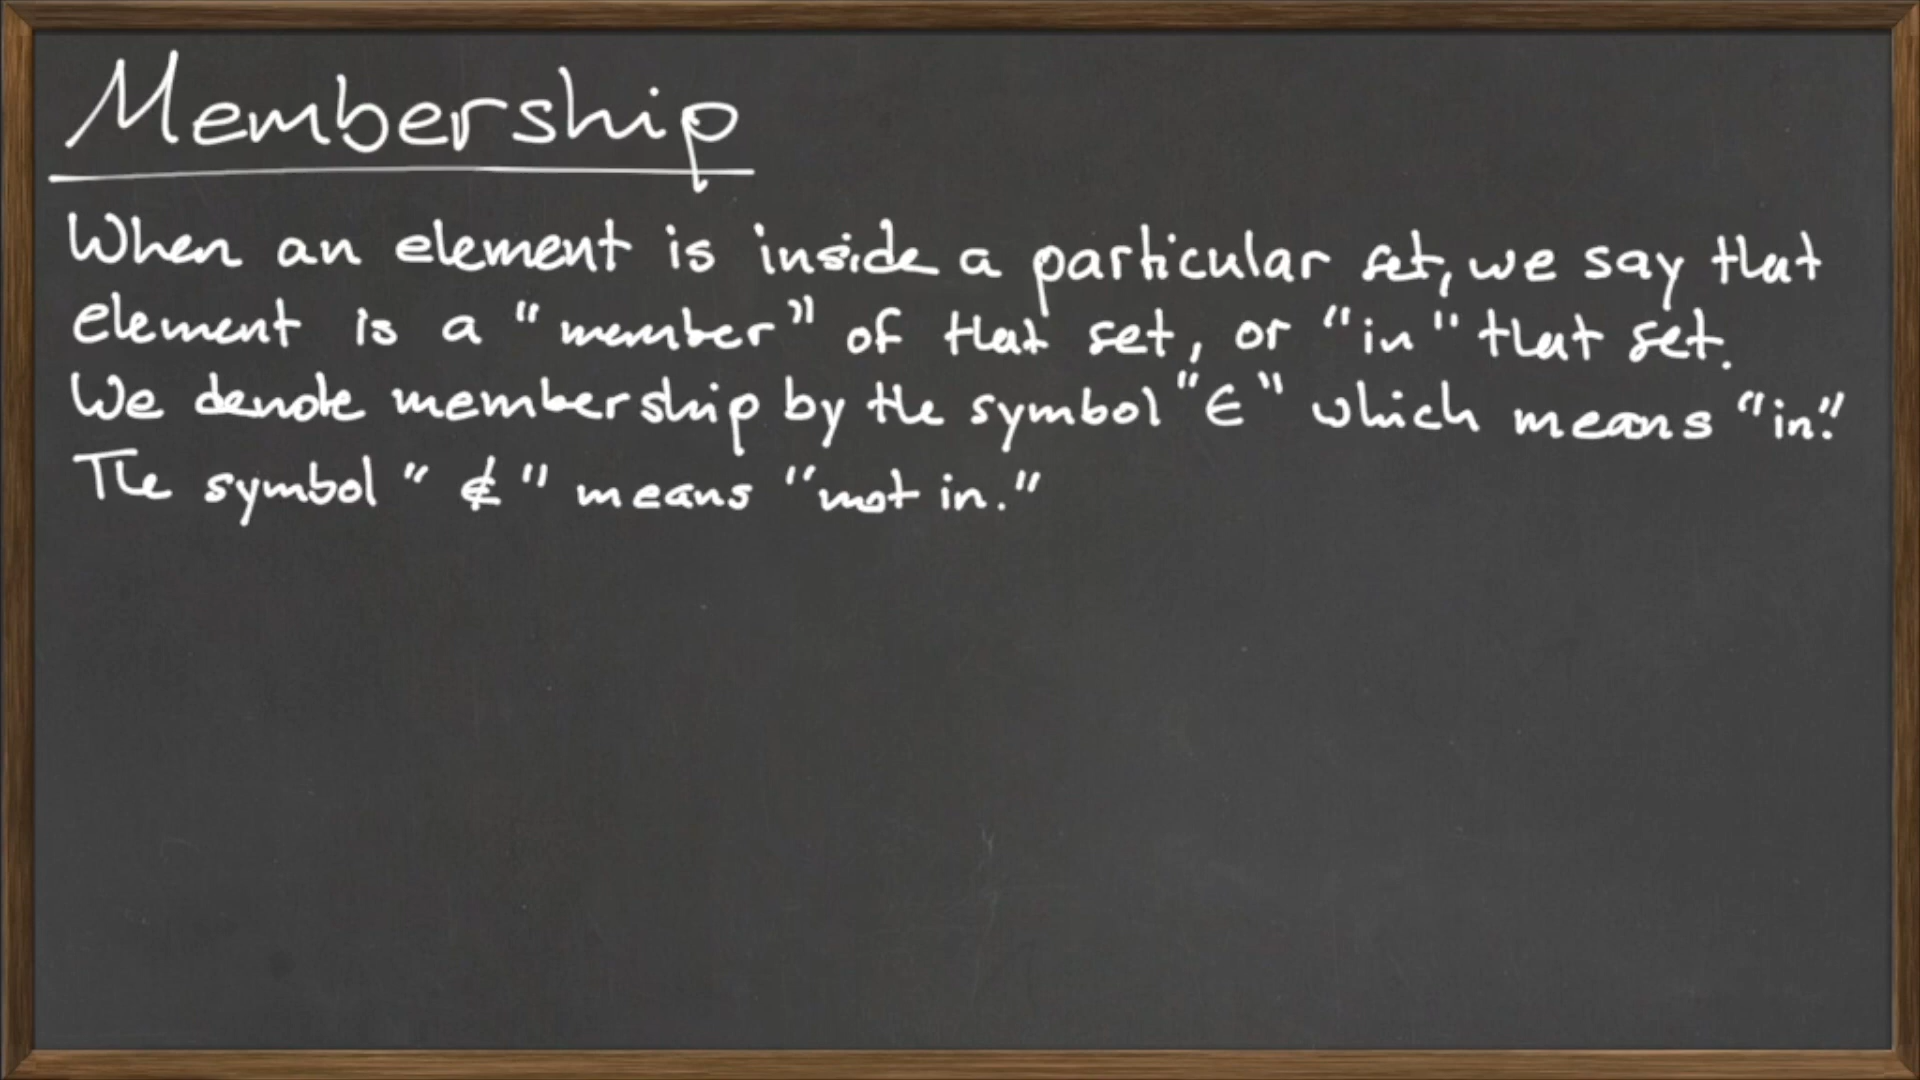 Membership
When an element is inside a particular set, we say that
element is a "member" of that set, or "in" that set.
We denote membership by the symbol "∈" which means "in."
The symbol "∉" means "not in."